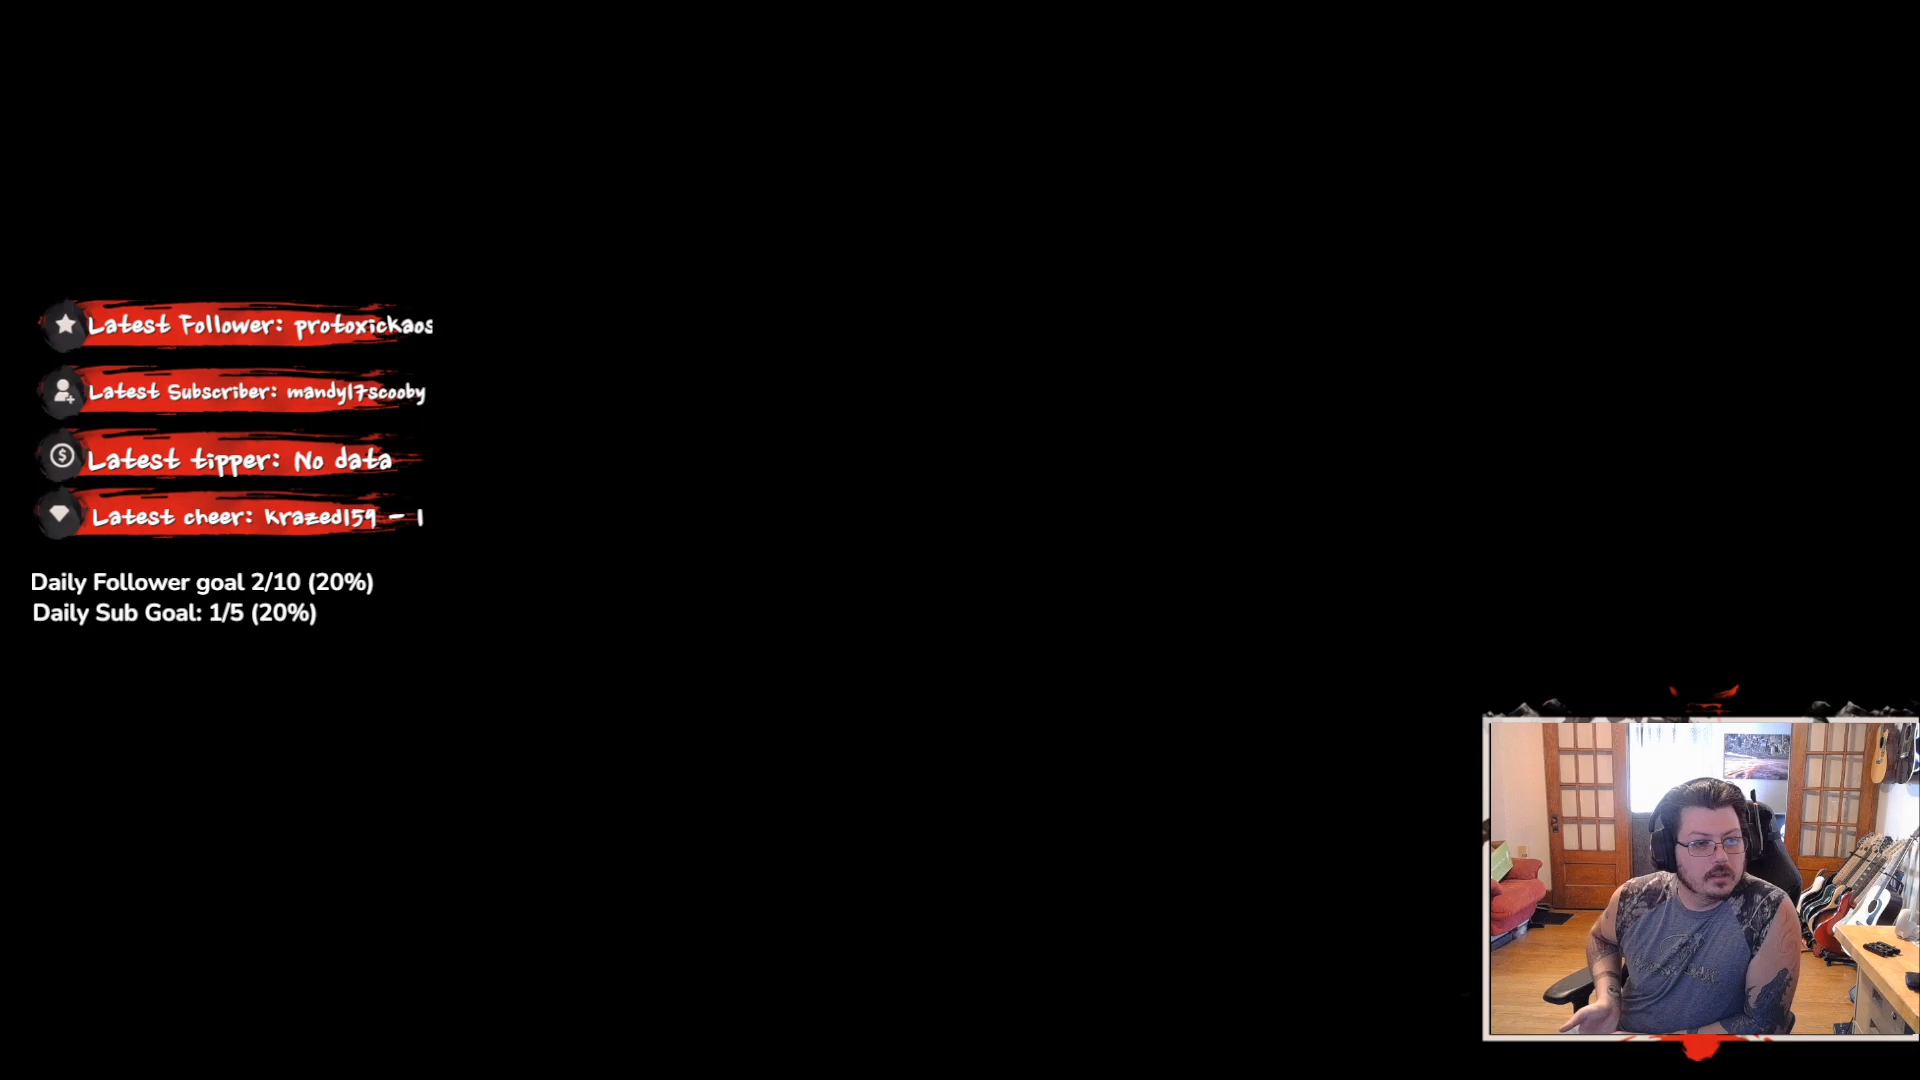 Latest Follower: protoxickaos
Latest Subscriber: mandy17scooby
Latest tipper: No data
Latest cheer: Krazed159 - 1
Daily Follower goal 2/10 (20%)
Daily Sub Goal: 1/5 (20%)